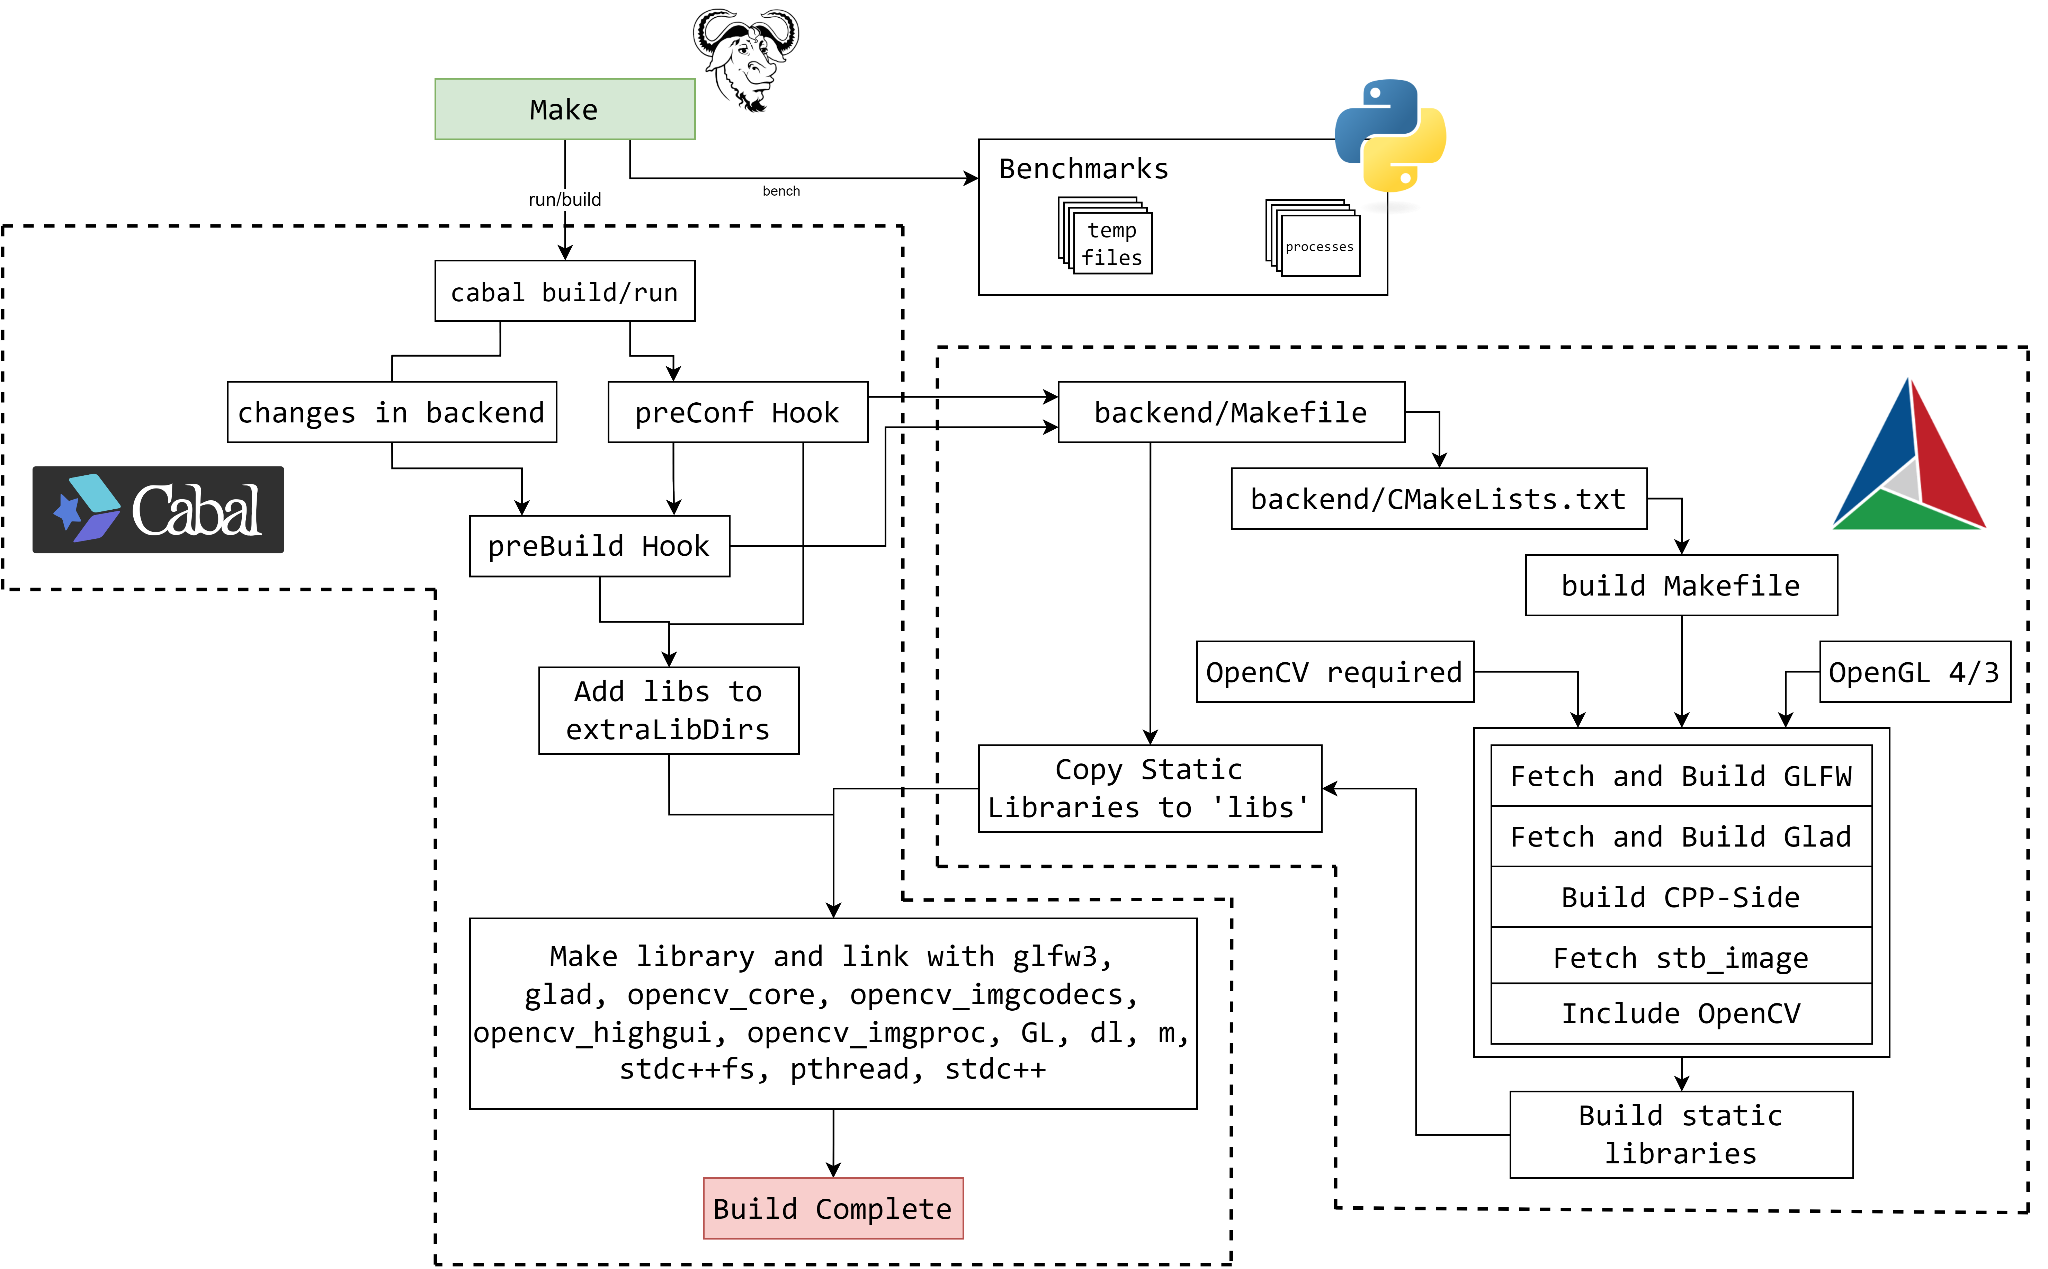 Make
run/build
bench
Benchmarks
temp
files
processes
cabal build/run
changes in backend
preConf Hook
Cabal
preBuild Hook
Add libs to
extraLibDirs
backend/Makefile
backend/CMakeLists.txt
build Makefile
OpenCV required
OpenGL 4/3
Copy Static
Libraries to 'libs'
Fetch and Build GLFW
Fetch and Build Glad
Build CPP-Side
Fetch stb_image
Include OpenCV
Build static
libraries
Make library and link with glfw3,
glad, opencv_core, opencv_imgcodecs,
opencv_highgui, opencv_imgproc, GL, dl, m,
stdc++fs, pthread, stdc++
Build Complete